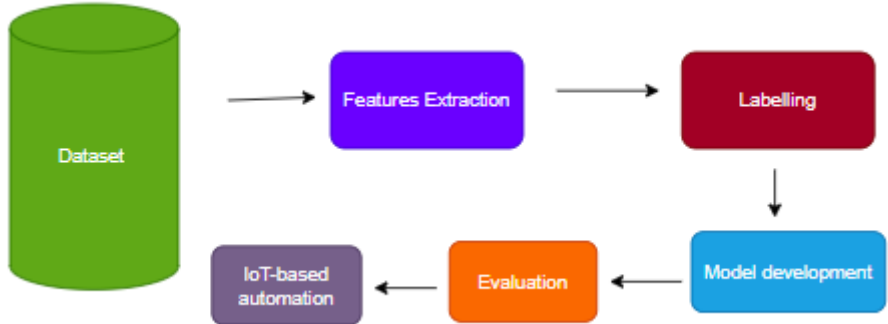 Dataset
Features Extraction
Labelling
Model development
Evaluation
IoT-based
automation